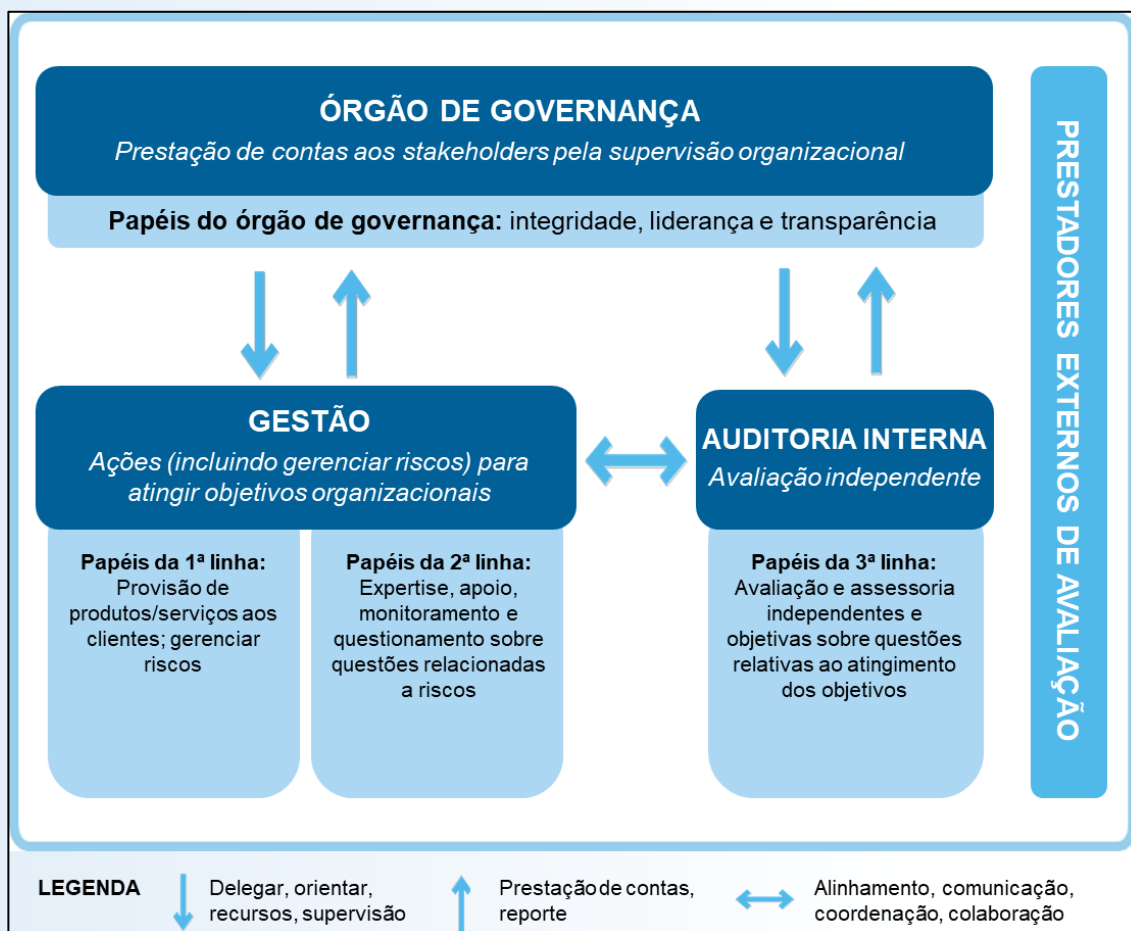 ÓRGÃO DE GOVERNANÇA
Prestação de contas aos stakeholders pela supervisão organizacional
Papéis do órgão de governança: integridade, liderança e transparência
GESTÃO
Ações (incluindo gerenciar riscos) para
atingir objetivos organizacionais
Papéis da 1ª linha:
Provisão de
produtos/serviços aos
clientes; gerenciar
riscos
Papéis da 2ª linha:
Expertise, apoio,
monitoramento e
questionamento sobre
questões relacionadas
a riscos
AUDITORIA INTERNA
Avaliação independente
Papéis da 3ª linha:
Avaliação e assessoria
independentes e
objetivas sobre questões
relativas ao atingimento
dos objetivos
PRESTADORES EXTERNOS DE AVALIAÇÃO
LEGENDA
Delegar, orientar,
recursos, supervisão
Prestação de contas,
reporte
Alinhamento, comunicação,
coordenação, colaboração